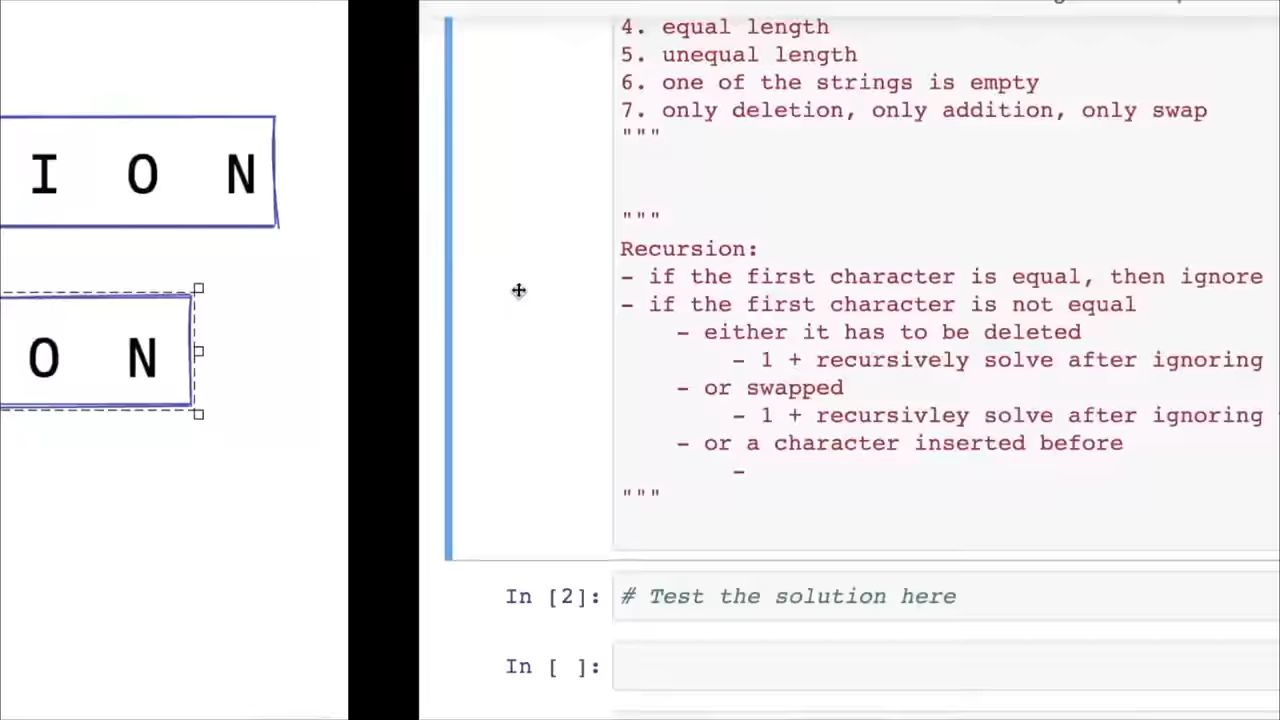 I O N
O N
4. equal length
5. unequal length
6. one of the strings is empty
7. only deletion, only addition, only swap
"""
"""
Recursion:
- if the first character is equal, then ignore
- if the first character is not equal
- either it has to be deleted
- 1 + recursively solve after ignoring
- or swapped
- 1 + recursivley solve after ignoring
- or a character inserted before
-
"""
In [2]: # Test the solution here
In [ ]: